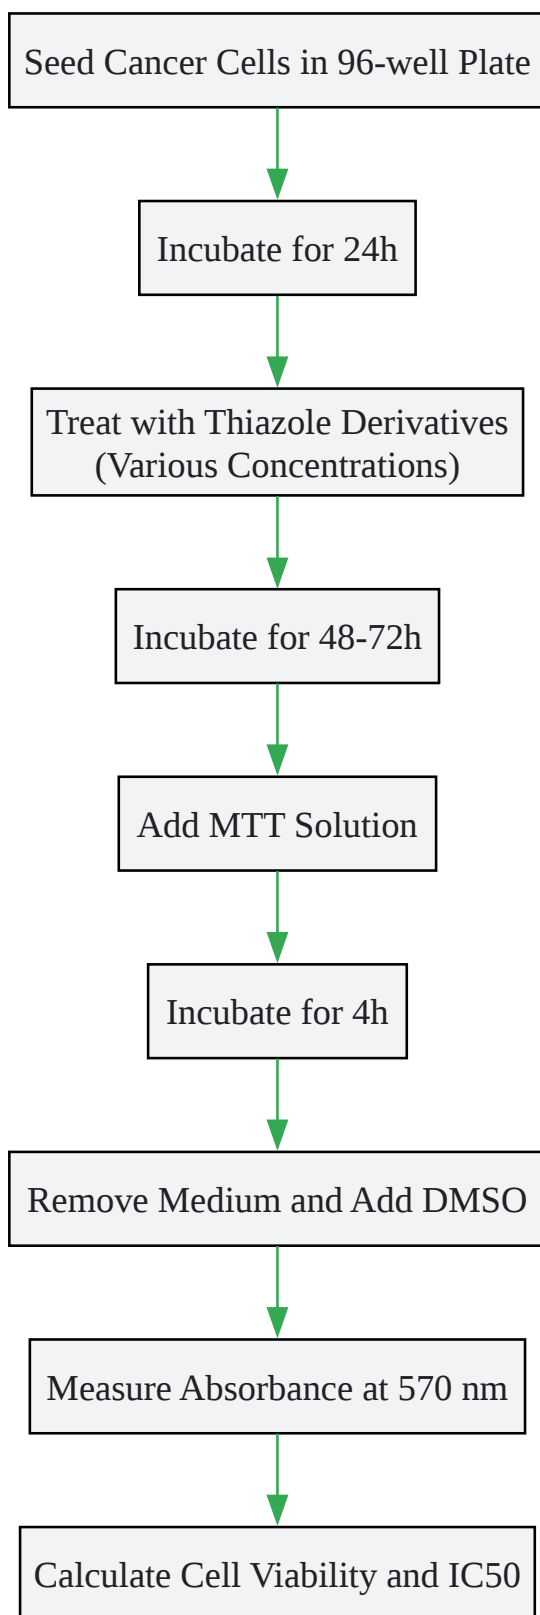 Seed Cancer Cells in 96-well Plate
Incubate for 24h
Treat with Thiazole Derivatives
(Various Concentrations)
Incubate for 48-72h
Add MTT Solution
Incubate for 4h
Remove Medium and Add DMSO
Measure Absorbance at 570 nm
Calculate Cell Viability and IC50